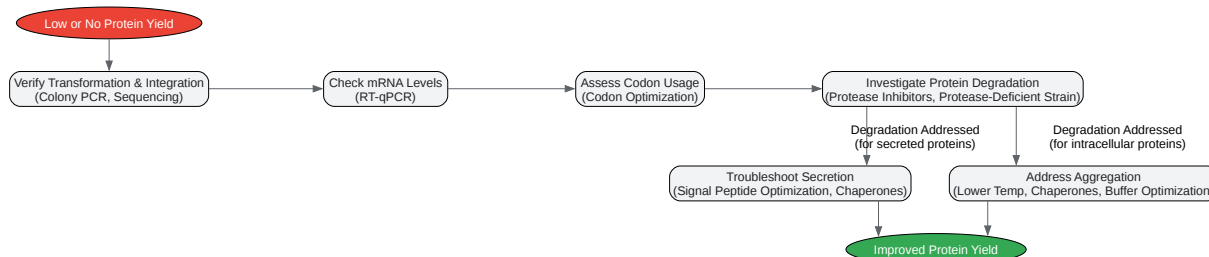 Low or No Protein Yield
Verify Transformation & Integration
(Colony PCR, Sequencing)
Check mRNA Levels
(RT-qPCR)
Assess Codon Usage
(Codon Optimization)
Investigate Protein Degradation
(Protease Inhibitors, Protease-Deficient Strain)
Degradation Addressed
(for secreted proteins)
Degradation Addressed
(for intracellular proteins)
Troubleshoot Secretion
(Signal Peptide Optimization, Chaperones)
Address Aggregation
(Lower Temp, Chaperones, Buffer Optimization
Improved Protein Yield